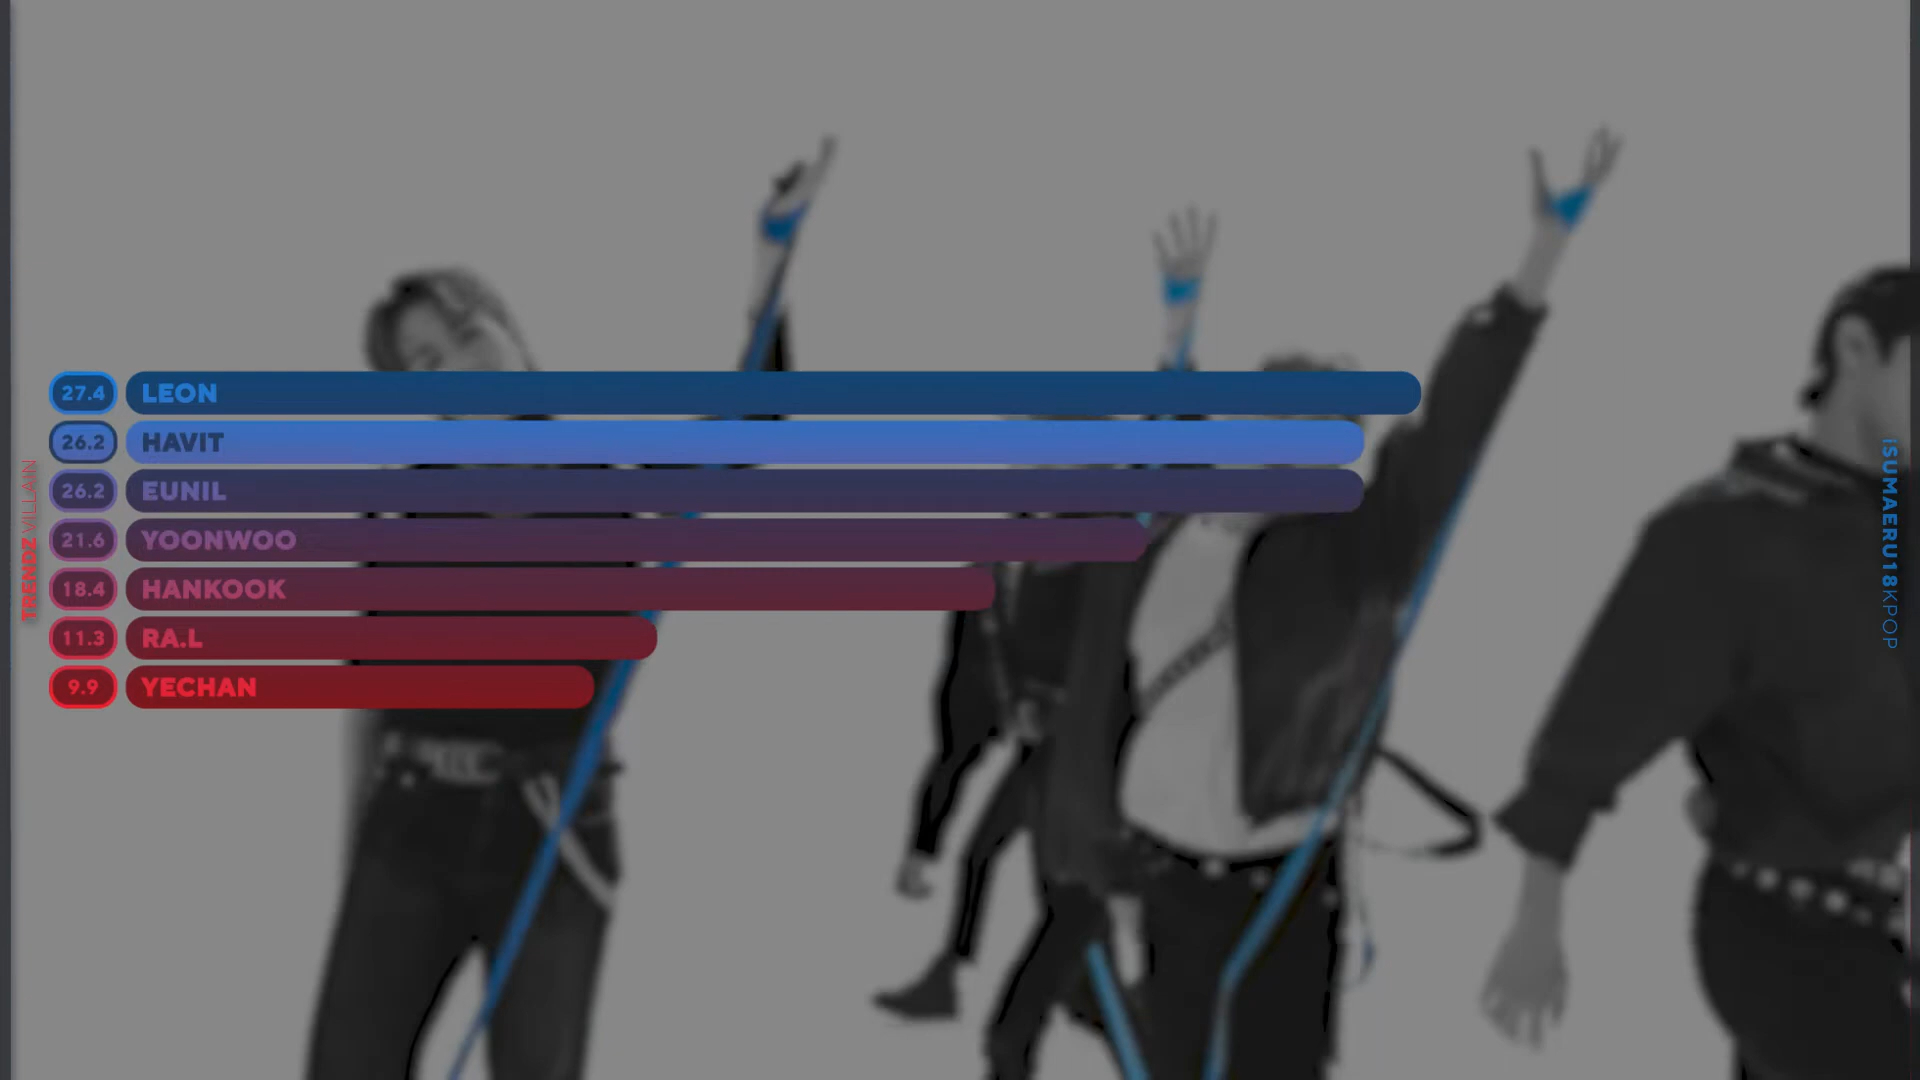 27.4 LEON
26.2 HAVIT
26.2 EUNIL
21.6 YOONWOO
18.4 HANKOOK
11.3 RA.L
9.9 YECHAN
TRENDZ VILLAIN
ISUMAERU18KPOP